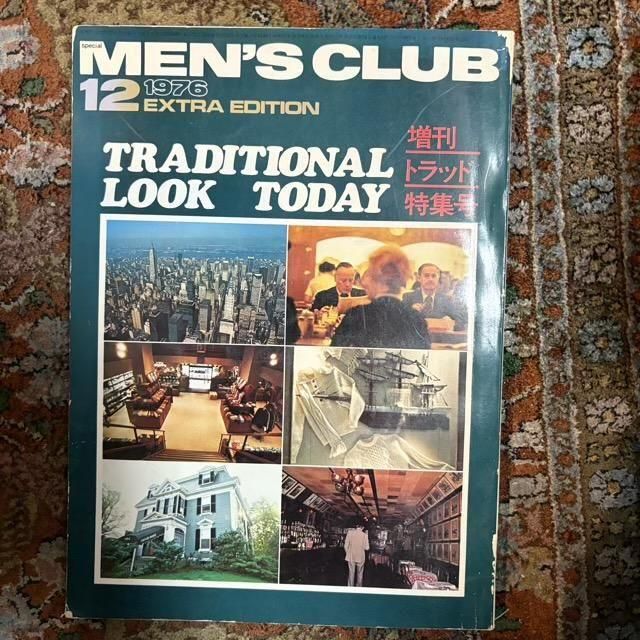 special
MEN'S CLUB
12 1976
EXTRA EDITION
TRADITIONAL
LOOK TODAY
増刊
トラッド
特集号